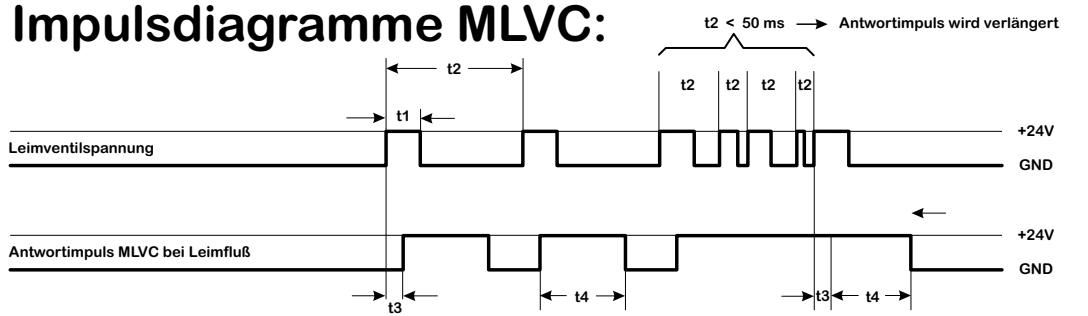 Impulsdiagramme MLVC:
t2 < 50 ms → Antwortimpuls wird verlängert
t2
t2 t2 t2 t2
t1
+24V
Leimventilspannung
GND
+24V
Antwortimpuls MLVC bei Leimfluß
GND
t3
t4
t3 t4